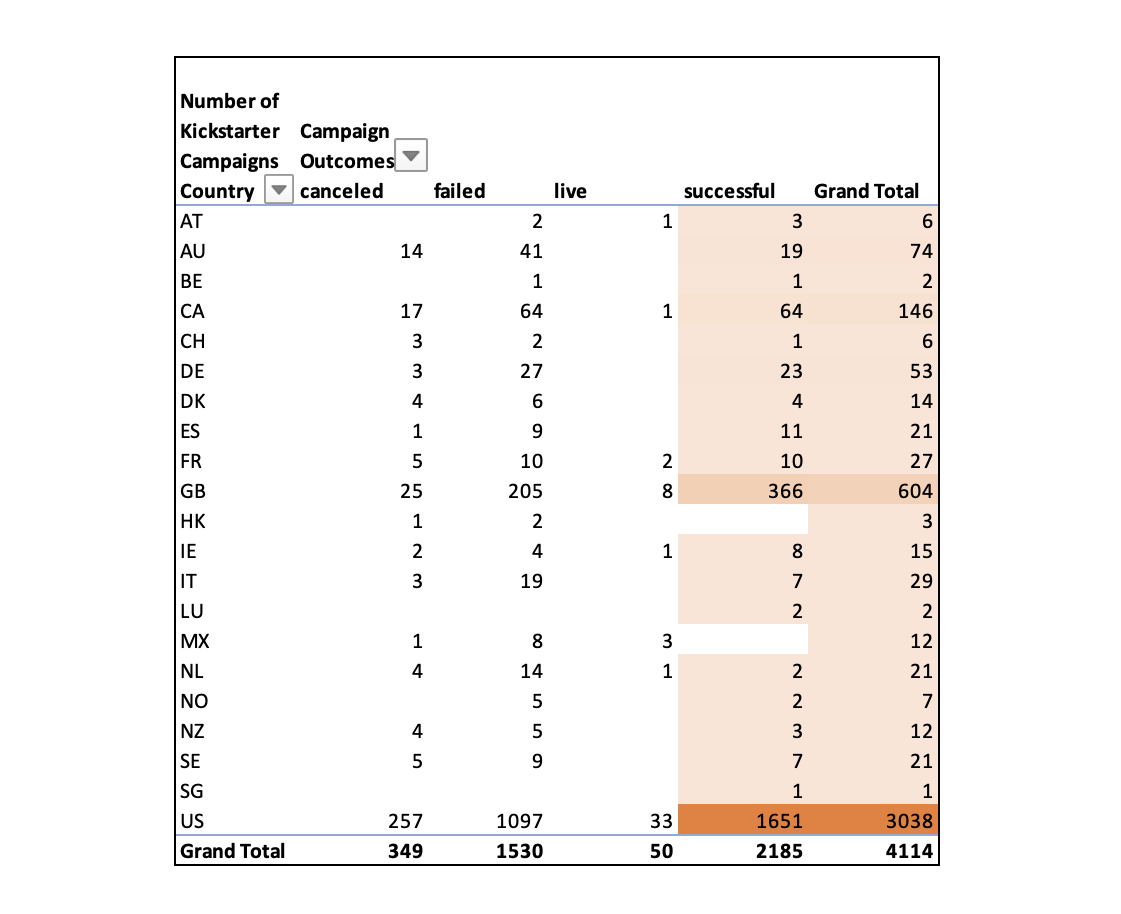 Number of
Kickstarter Campaign
Campaigns Outcomes
Country canceled failed live successful Grand Total
AT 2 1 3 6
AU 14 41 19 74
BE 1 1 2
CA 17 64 1 64 146
CH 3 2 1 6
DE 3 27 23 53
DK 4 6 4 14
ES 1 9 11 21
FR 5 10 2 10 27
GB 25 205 8 366 604
HK 1 2 3
IE 2 4 1 8 15
IT 3 19 7 29
LU 2 2
MX 1 8 3 12
NL 4 14 1 2 21
NO 5 2 7
NZ 4 5 3 12
SE 5 9 7 21
SG 1 1
US 257 1097 33 1651 3038
Grand Total 349 1530 50 2185 4114